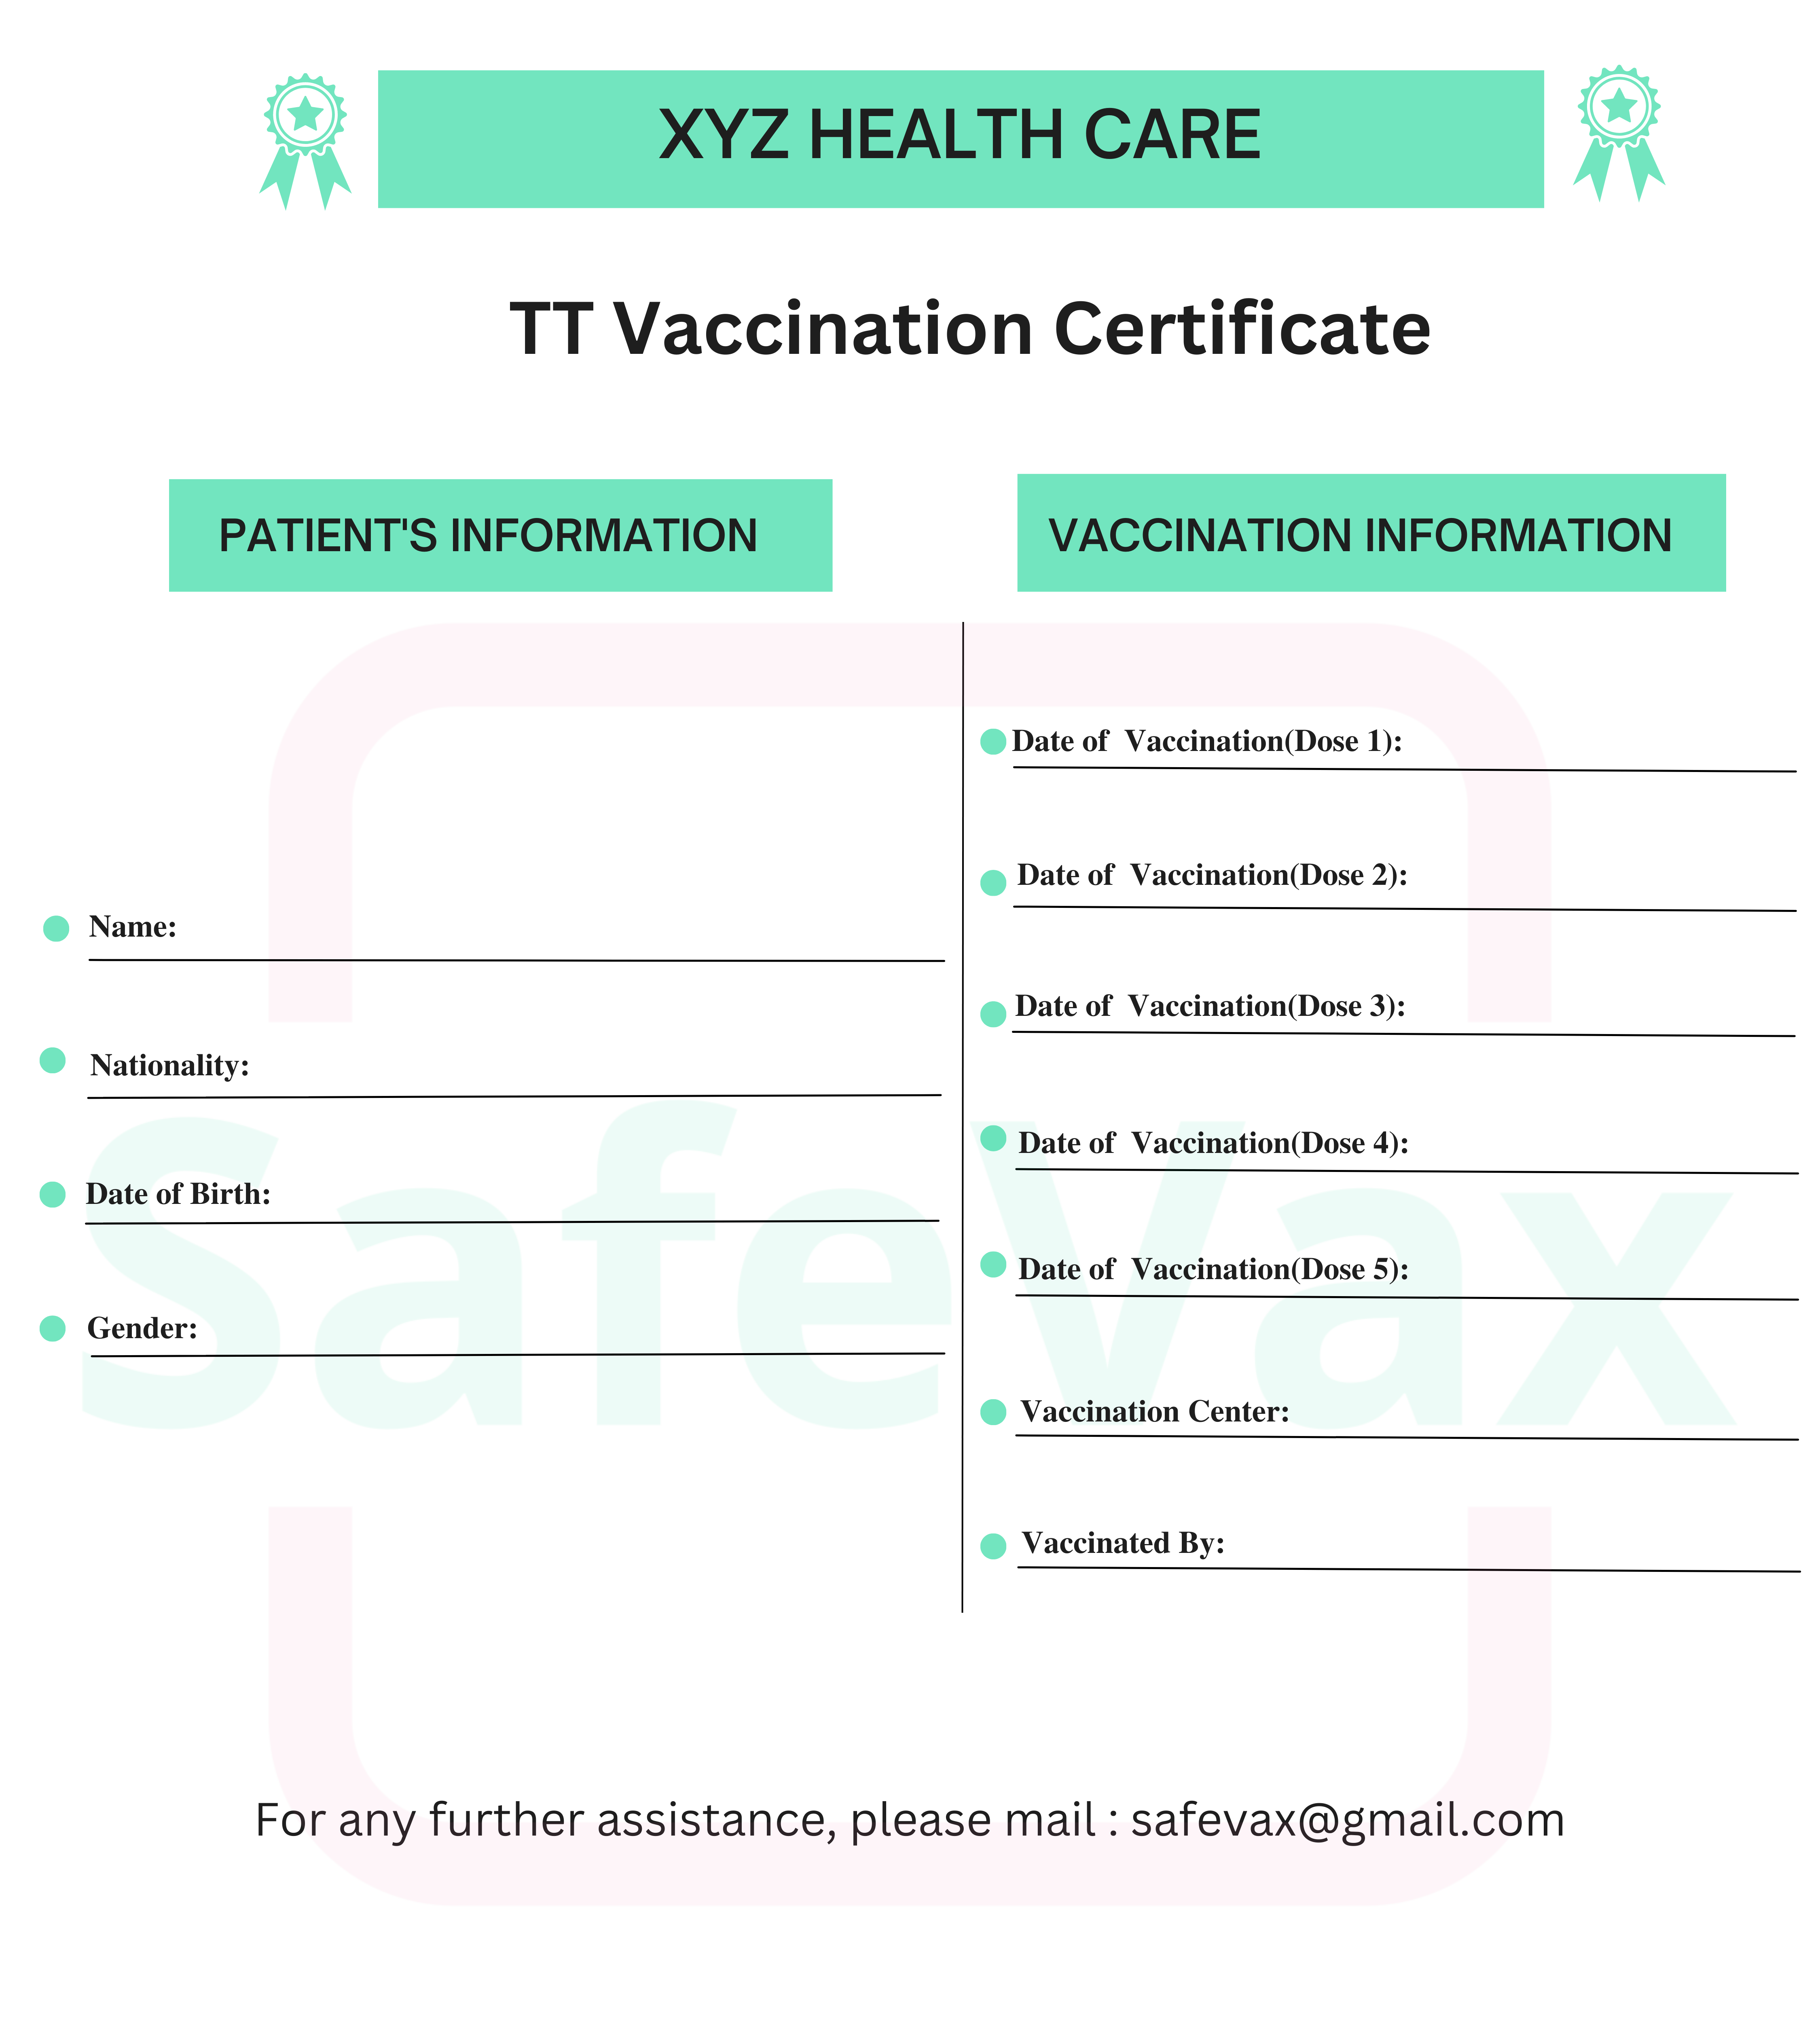 XYZ HEALTH CARE
TT Vaccination Certificate
PATIENT'S INFORMATION
Name:
Nationality:
Date of Birth:
Gender:
VACCINATION INFORMATION
Date of  Vaccination(Dose 1):
Date of  Vaccination(Dose 2):
Date of  Vaccination(Dose 3):
Date of  Vaccination(Dose 4):
Date of  Vaccination(Dose 5):
Vaccination Center:
Vaccinated By:
SafeVax
For any further assistance, please mail : safevax@gmail.com